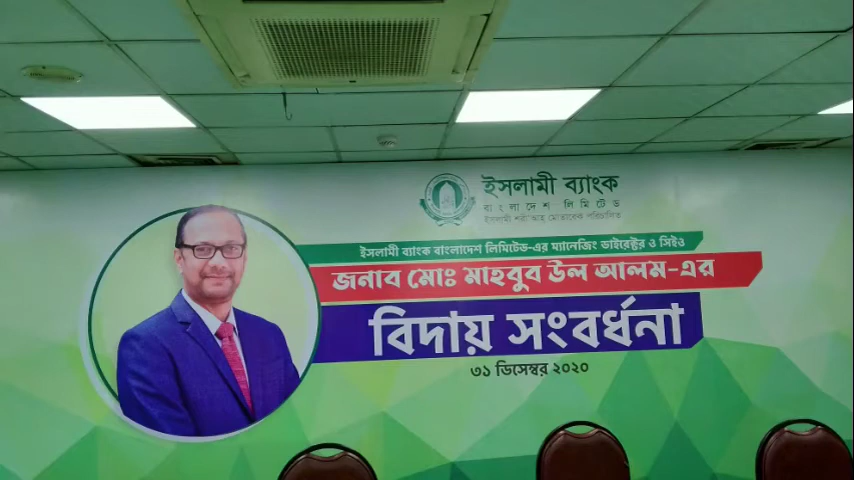 ইসলামী ব্যাংক
বাংলাদেশ লিমিটেড
ইসলামী শরী'আহ্ মোতাবেক পরিচালিত
ইসলামী ব্যাংক বাংলাদেশ লিমিটেড-এর ম্যানেজিং ডাইরেক্টর ও সিইও
জনাব মোঃ মাহবুব উল আলম-এর
বিদায় সংবর্ধনা
৩১ ডিসেম্বর ২০২০